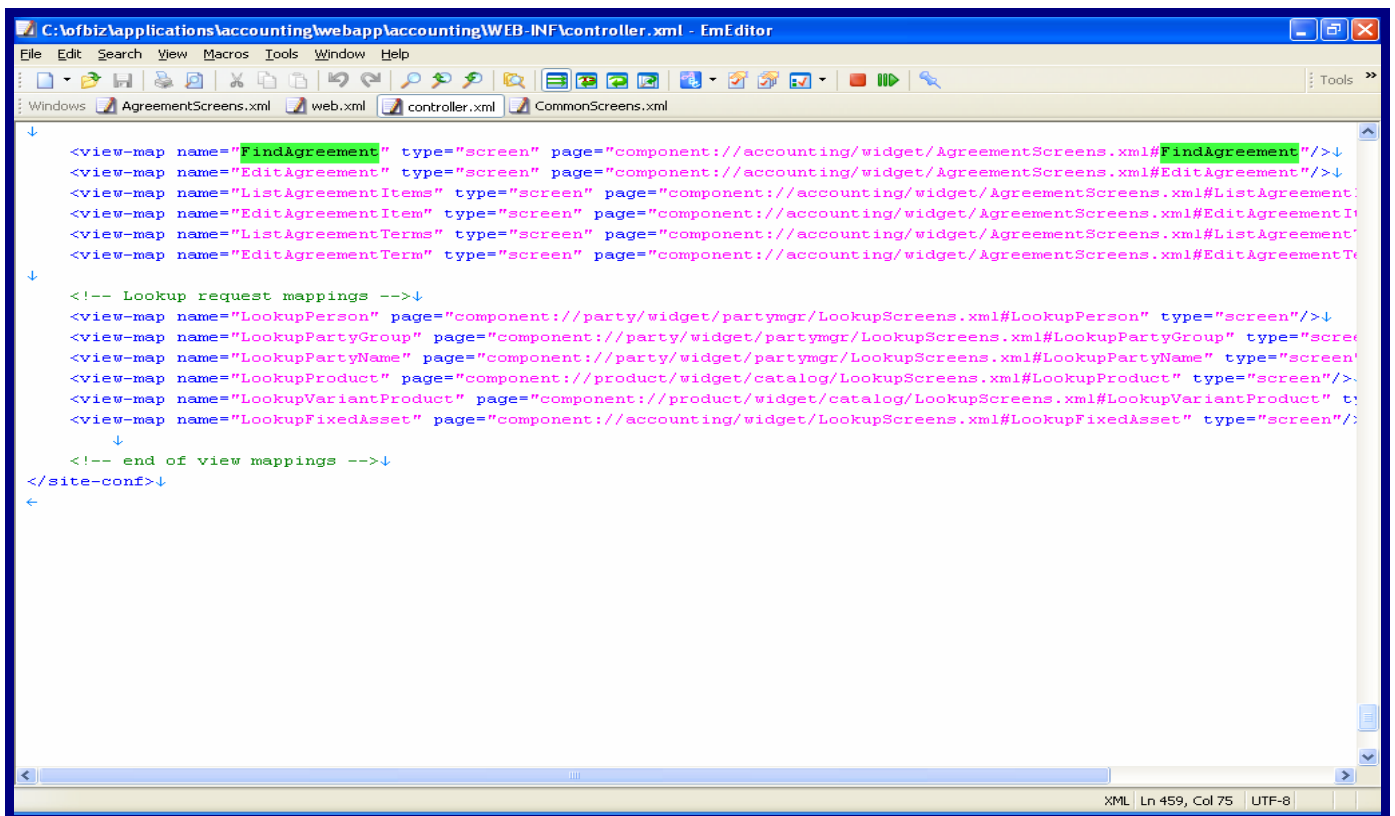 C:\ofbiz\applications\accounting\webapp\accounting\WEB-INF\controller.xml - EmEditor
File Edit Search View Macros Tools Window Help
Tools
Windows AgreementScreens.xml web.xml controller.xml CommonScreens.xml
<view-map name="FindAgreement" type="screen" page="component://accounting/widget/AgreementScreens.xml#FindAgreement"/>↓
<view-map name="EditAgreement" type="screen" page="component://accounting/widget/AgreementScreens.xml#EditAgreement"/>↓
<view-map name="ListAgreementItems" type="screen" page="component://accounting/widget/AgreementScreens.xml#ListAgreement
<view-map name="EditAgreementItem" type="screen" page="component://accounting/widget/AgreementScreens.xml#EditAgreementIt
<view-map name="ListAgreementTerms" type="screen" page="component://accounting/widget/AgreementScreens.xml#ListAgreement
<view-map name="EditAgreementTerm" type="screen" page="component://accounting/widget/AgreementScreens.xml#EditAgreementTe
<!-- Lookup request mappings -->↓
<view-map name="LookupPerson" page="component://party/widget/partymgr/LookupScreens.xml#LookupPerson" type="screen"/>↓
<view-map name="LookupPartyGroup" page="component://party/widget/partymgr/LookupScreens.xml#LookupPartyGroup" type="scree
<view-map name="LookupPartyName" page="component://party/widget/partymgr/LookupScreens.xml#LookupPartyName" type="screen"
<view-map name="LookupProduct" page="component://product/widget/catalog/LookupScreens.xml#LookupProduct" type="screen"/>
<view-map name="LookupVariantProduct" page="component://product/widget/catalog/LookupScreens.xml#LookupVariantProduct" ty
<view-map name="LookupFixedAsset" page="component://accounting/widget/LookupScreens.xml#LookupFixedAsset" type="screen"/>
<!-- end of view mappings -->↓
</site-conf>↓
XML Ln 459, Col 75 UTF-8